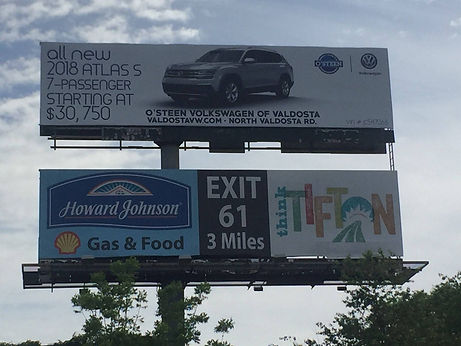 all new
2018 ATLAS S
7-PASSENGER
STARTING AT
$30,750
O'STEEN
Volkswagen
O'STEEN VOLKSWAGEN OF VALDOSTA
VALDOSTAVW.COM · NORTH VALDOSTA RD.
Howard Johnson
Gas & Food
EXIT
61
3 Miles
think
TIFTON